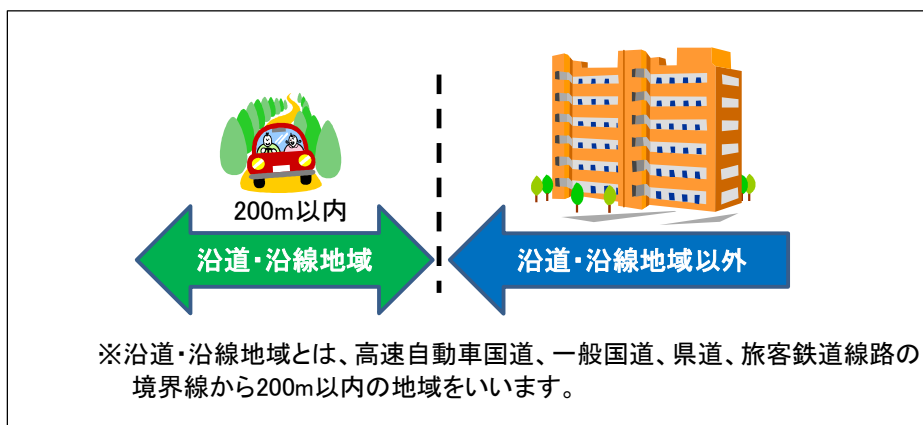 200m以内
沿道・沿線地域
沿道・沿線地域以外
※沿道・沿線地域とは、高速自動車国道、一般国道、県道、旅客鉄道線路の
境界線から200m以内の地域をいいます。